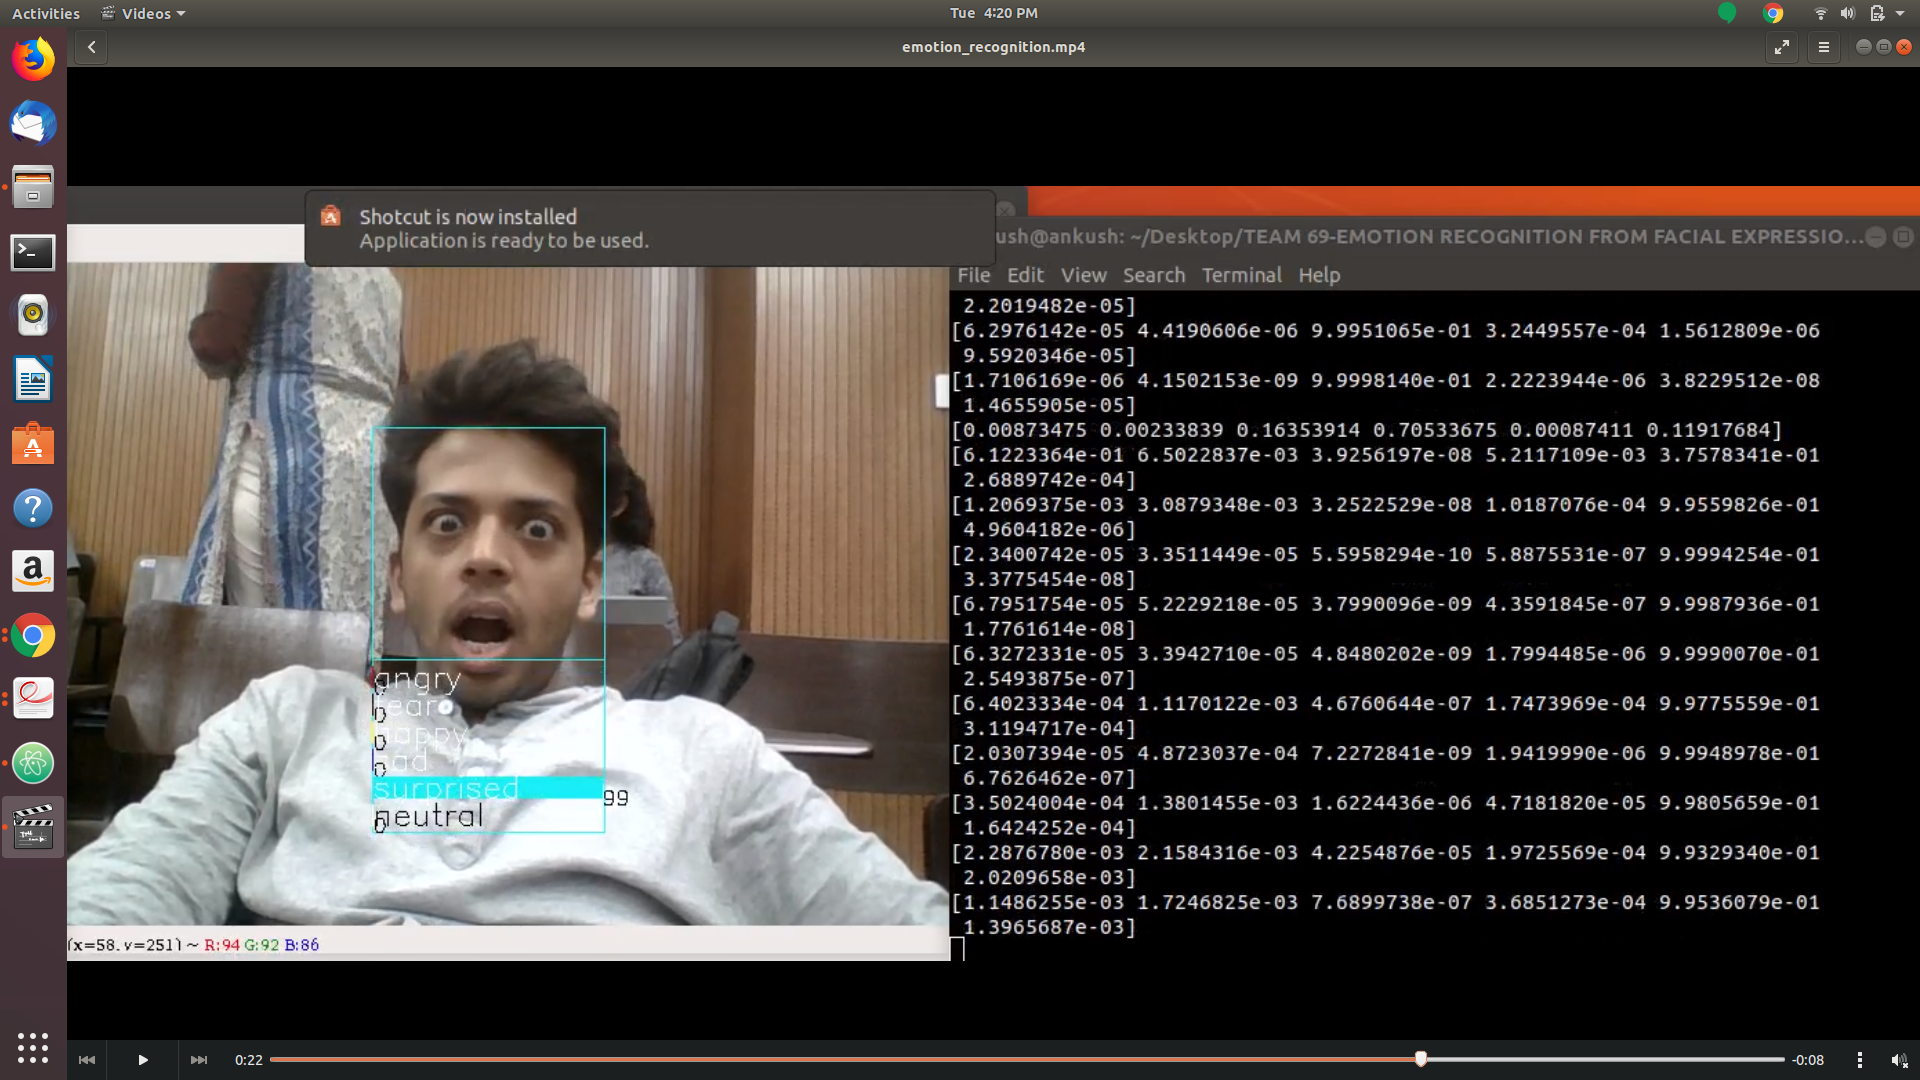 Activities Videos Tue 4:20 PM
emotion_recognition.mp4
Shotcut is now installed
Application is ready to be used.
ush@ankush: ~/Desktop/TEAM 69-EMOTION RECOGNITION FROM FACIAL EXPRESSIO...
File Edit View Search Terminal Help
2.2019482e-05]
[6.2976142e-05 4.4190606e-06 9.9951065e-01 3.2449557e-04 1.5612809e-06
9.5920346e-05]
[1.7106169e-06 4.1502153e-09 9.9998140e-01 2.2223944e-06 3.8229512e-08
1.4655905e-05]
[0.00873475 0.00233839 0.16353914 0.70533675 0.00087411 0.11917684]
[6.1223364e-01 6.5022837e-03 3.9256197e-08 5.2117109e-03 3.7578341e-01
2.6889742e-04]
[1.2069375e-03 3.0879348e-03 3.2522529e-08 1.0187076e-04 9.9559826e-01
4.9604182e-06]
[2.3400742e-05 3.3511449e-05 5.5958294e-10 5.8875531e-07 9.9994254e-01
3.3775454e-08]
[6.7951754e-05 5.2229218e-05 3.7990096e-09 4.3591845e-07 9.9987936e-01
1.7761614e-08]
[6.3272331e-05 3.3942710e-05 4.8480202e-09 1.7994485e-06 9.9990070e-01
2.5493875e-07]
[6.4023334e-04 1.1170122e-03 4.6760644e-07 1.7473969e-04 9.9775559e-01
3.1194717e-04]
[2.0307394e-05 4.8723037e-04 7.2272841e-09 1.9419990e-06 9.9948978e-01
6.7626462e-07]
[3.5024004e-04 1.3801455e-03 1.6224436e-06 4.7181820e-05 9.9805659e-01
1.6424252e-04]
[2.2876780e-03 2.1584316e-03 4.2254876e-05 1.9725569e-04 9.9329340e-01
2.0209658e-03]
[1.1486255e-03 1.7246825e-03 7.6899738e-07 3.6851273e-04 9.9536079e-01
1.3965687e-03]
angry
0
fear
0
happy
0
sad
0
surprised 99
neutral
0
(x=58, y=251) ~ R:94 G:92 B:86
0:22 -0:08